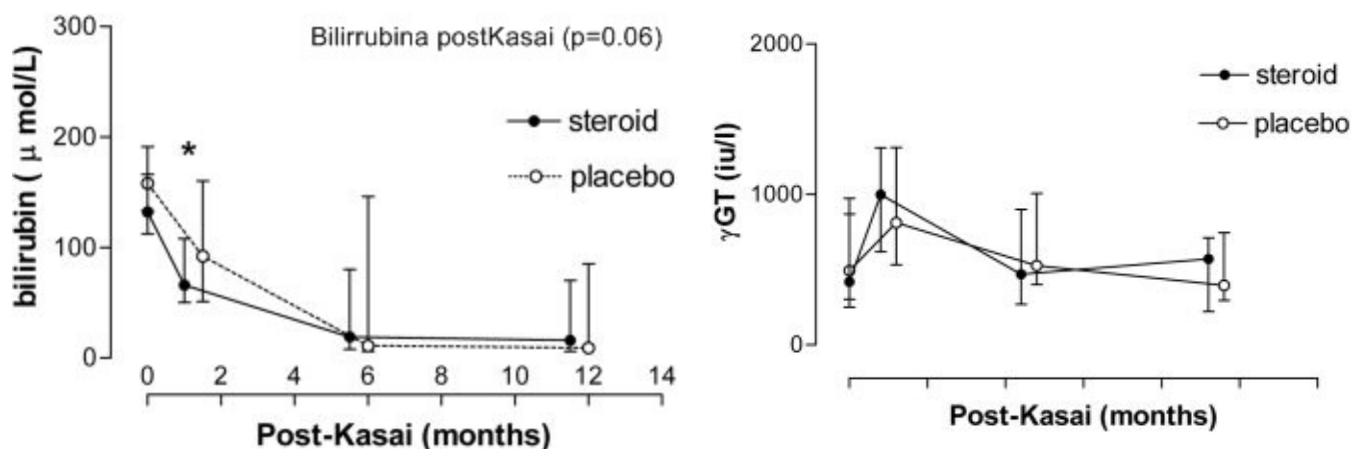 300
200
100
0
bilirubin ( μ mol/L)
Bilirrubina postKasai (p=0.06)
steroid
placebo
*
0 2 4 6 8 10 12 14
Post-Kasai (months)
2000
1000
0
γGT (iu/l)
steroid
placebo
Post-Kasai (months)